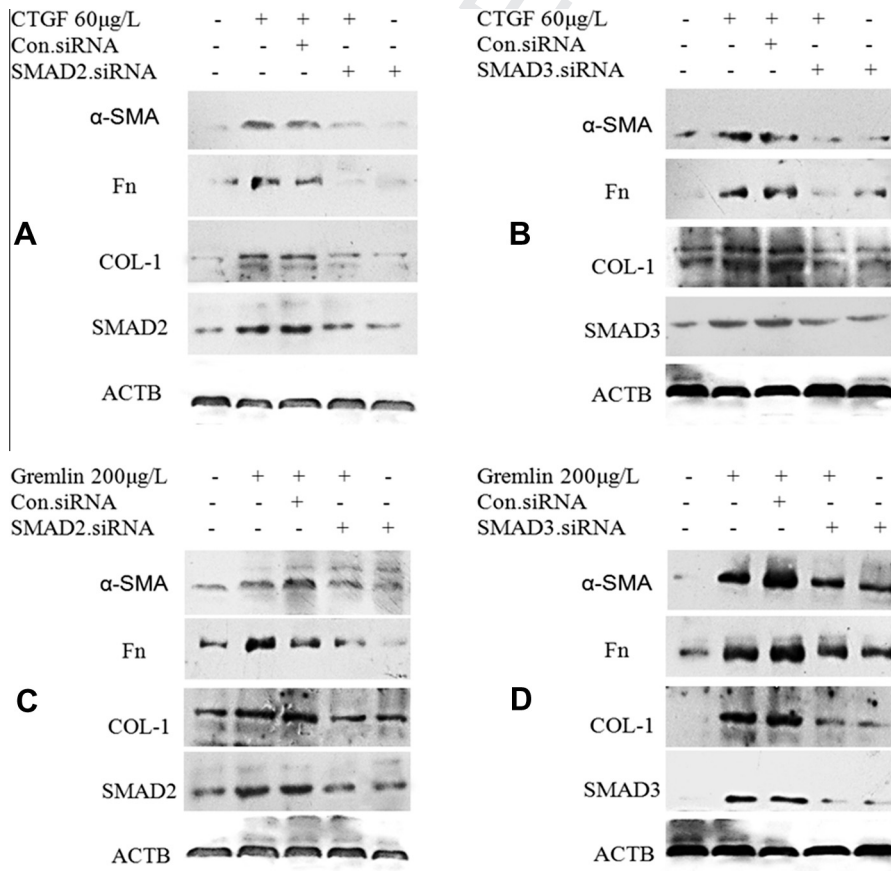 CTGF 60μg/L - + + + -
Con.siRNA - - + - -
SMAD2.siRNA - - - + +
α-SMA
Fn
A
COL-1
SMAD2
ACTB
CTGF 60μg/L - + + + -
Con.siRNA - - + - -
SMAD3.siRNA - - - + +
α-SMA
Fn
B
COL-1
SMAD3
ACTB
Gremlin 200μg/L - + + + -
Con.siRNA - - + - -
SMAD2.siRNA - - - + +
α-SMA
Fn
C
COL-1
SMAD2
ACTB
Gremlin 200μg/L - + + + -
Con.siRNA - - + - -
SMAD3.siRNA - - - + +
α-SMA
Fn
D
COL-1
SMAD3
ACTB